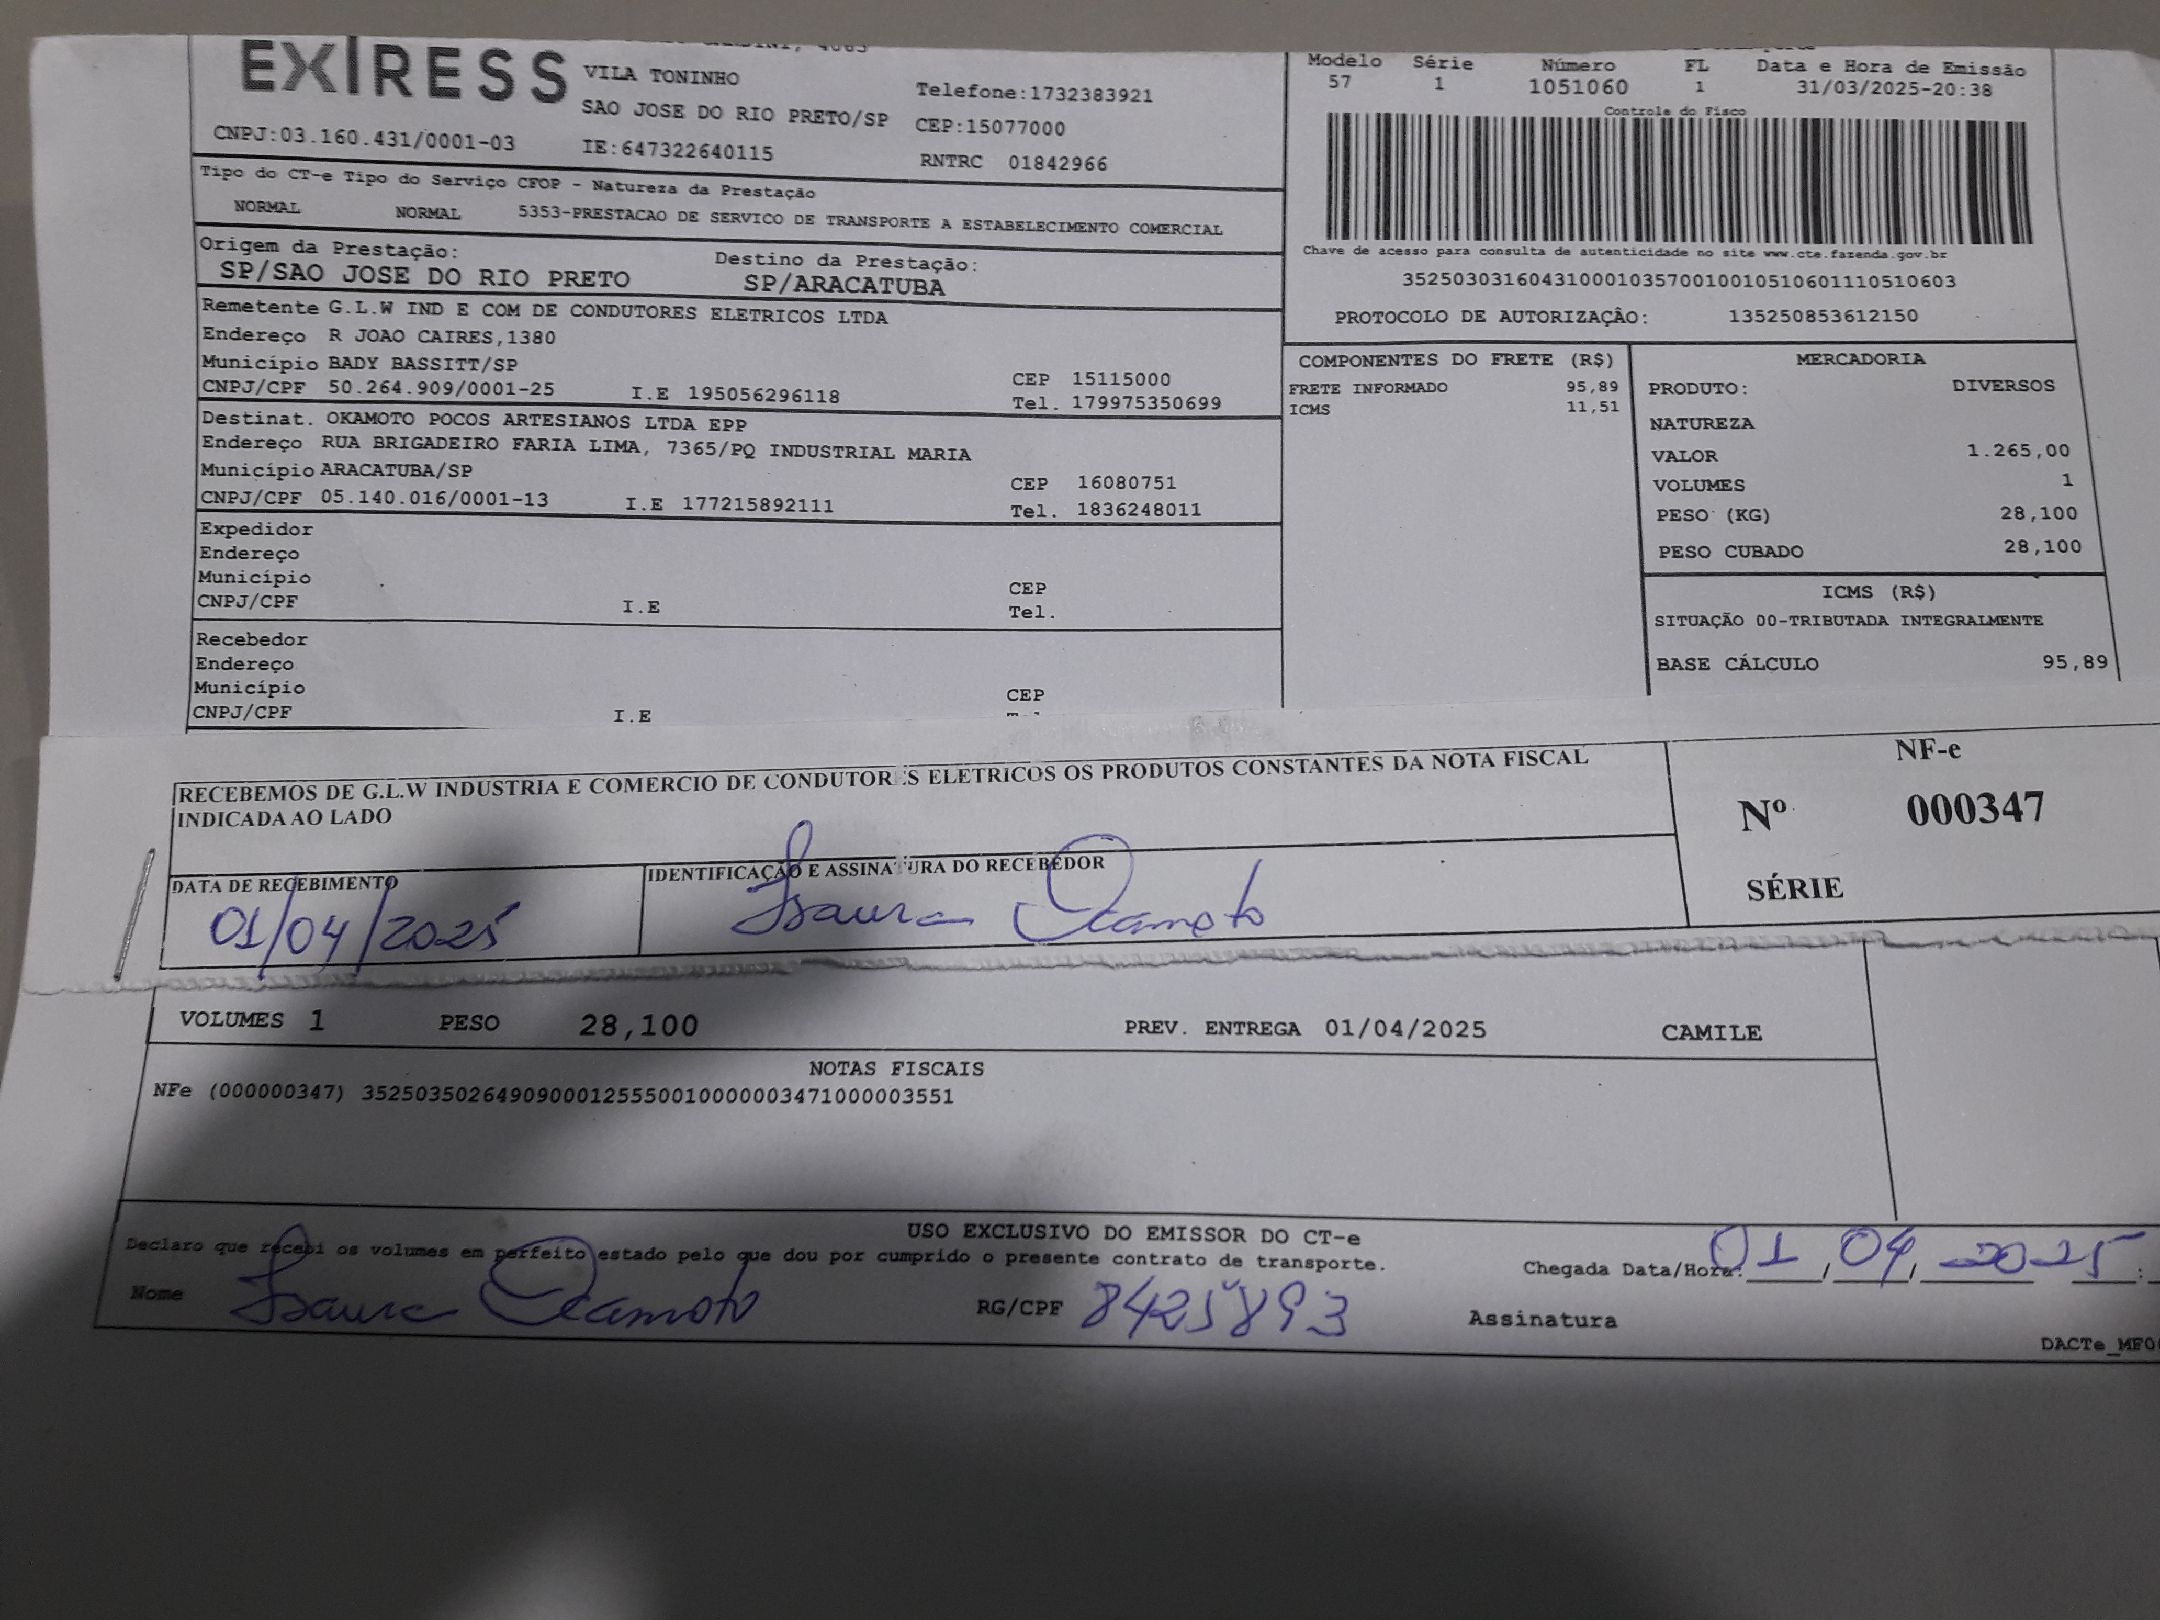 EXIRESS
VILA TONINHO
SAO JOSE DO RIO PRETO/SP
Telefone:1732383921
CEP:15077000
CNPJ:03.160.431/0001-03
IE:647322640115
RNTRC 01842966
Modelo Série Número FL Data e Hora de Emissão
57 1 1051060 1 31/03/2025-20:38
Controle do Fisco
Chave de acesso para consulta de autenticidade no site www.cte.fazenda.gov.br
35250303160431000103570010010510601110510603
PROTOCOLO DE AUTORIZAÇÃO: 135250853612150
Tipo do CT-e Tipo do Serviço CFOP - Natureza da Prestação
NORMAL NORMAL 5353-PRESTACAO DE SERVICO DE TRANSPORTE A ESTABELECIMENTO COMERCIAL
Origem da Prestação: Destino da Prestação:
SP/SAO JOSE DO RIO PRETO SP/ARACATUBA
Remetente G.L.W IND E COM DE CONDUTORES ELETRICOS LTDA
Endereço R JOAO CAIRES,1380
Município BADY BASSITT/SP CEP 15115000
CNPJ/CPF 50.264.909/0001-25 I.E 195056296118 Tel. 179975350699
Destinat. OKAMOTO POCOS ARTESIANOS LTDA EPP
Endereço RUA BRIGADEIRO FARIA LIMA, 7365/PQ INDUSTRIAL MARIA
Município ARACATUBA/SP CEP 16080751
CNPJ/CPF 05.140.016/0001-13 I.E 177215892111 Tel. 1836248011
Expedidor
Endereço
Município CEP
CNPJ/CPF I.E Tel.
Recebedor
Endereço
Município CEP
CNPJ/CPF I.E
COMPONENTES DO FRETE (R$)
FRETE INFORMADO 95,89
ICMS 11,51
MERCADORIA
PRODUTO: DIVERSOS
NATUREZA
VALOR 1.265,00
VOLUMES 1
PESO (KG) 28,100
PESO CUBADO 28,100
ICMS (R$)
SITUAÇÃO 00-TRIBUTADA INTEGRALMENTE
BASE CÁLCULO 95,89
RECEBEMOS DE G.L.W INDUSTRIA E COMERCIO DE CONDUTORES ELETRICOS OS PRODUTOS CONSTANTES DA NOTA FISCAL
INDICADA AO LADO
NF-e
Nº 000347
SÉRIE
DATA DE RECEBIMENTO
01/04/2025
IDENTIFICAÇÃO E ASSINATURA DO RECEBEDOR
Isaura Okamoto
VOLUMES 1 PESO 28,100 PREV. ENTREGA 01/04/2025 CAMILE
NOTAS FISCAIS
NFe (000000347) 35250350264909000125550010000003471000003551
USO EXCLUSIVO DO EMISSOR DO CT-e
Declaro que recebi os volumes em perfeito estado pelo que dou por cumprido o presente contrato de transporte.
Chegada Data/Hora: 01/04/2025
Nome Isaura Okamoto RG/CPF 8425893 Assinatura